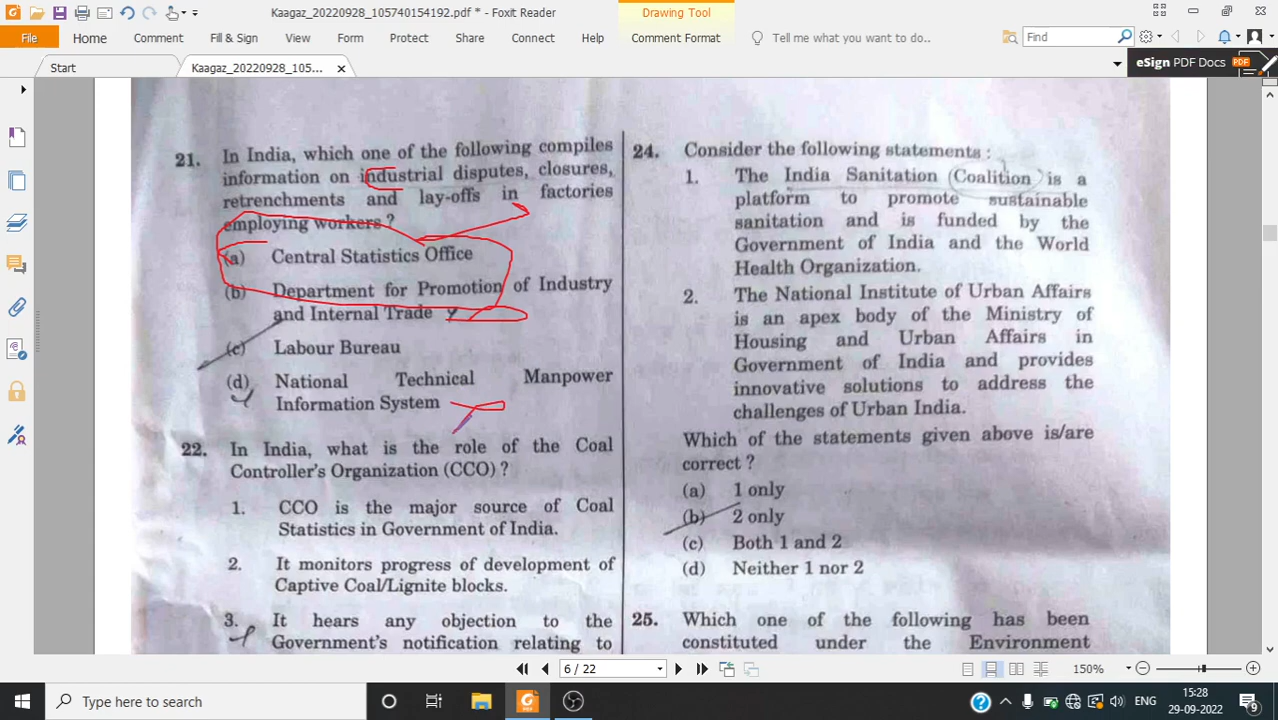 Kaagaz_20220928_105740154192.pdf * - Foxit Reader
Drawing Tool
File Home Comment Fill & Sign View Form Protect Share Connect Help Comment Format Tell me what you want to do.. Find
Start Kaagaz_20220928_105... eSign PDF Docs PDF
21. In India, which one of the following compiles
information on industrial disputes, closures,
retrenchments and lay-offs in factories
employing workers ?
(a) Central Statistics Office
(b) Department for Promotion of Industry
and Internal Trade
(c) Labour Bureau
(d) National Technical Manpower
Information System
22. In India, what is the role of the Coal
Controller's Organization (CCO) ?
1. CCO is the major source of Coal
Statistics in Government of India.
2. It monitors progress of development of
Captive Coal/Lignite blocks.
3. It hears any objection to the
Government's notification relating to
24. Consider the following statements :
1. The India Sanitation Coalition is a
platform to promote sustainable
sanitation and is funded by the
Government of India and the World
Health Organization.
2. The National Institute of Urban Affairs
is an apex body of the Ministry of
Housing and Urban Affairs in
Government of India and provides
innovative solutions to address the
challenges of Urban India.
Which of the statements given above is/are
correct ?
(a) 1 only
(b) 2 only
(c) Both 1 and 2
(d) Neither 1 nor 2
25. Which one of the following has been
constituted under the Environment
6 / 22 150%
Type here to search ENG 15:28
29-09-2022 9